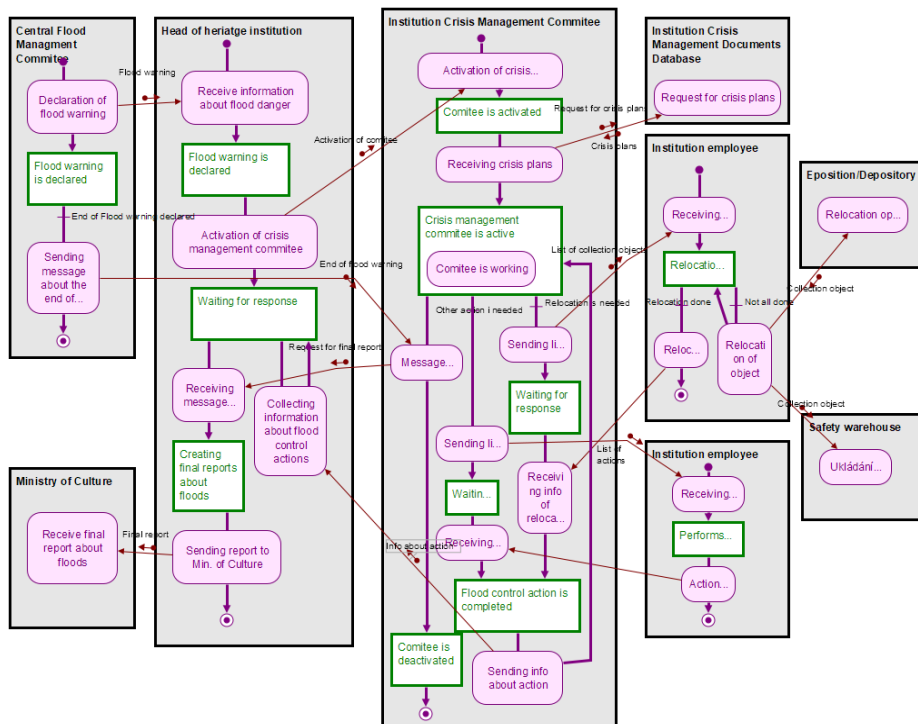 Central Flood
Managment
Commitee
Declaration of
flood warning
Flood warning
is declared
End of Flood warning declared
Sending
message
about the
end of...
Ministry of Culture
Receive final
report about
floods
Flood warning
Final report
Head of heriatge institution
Receive information
about flood danger
Flood warning is
declared
Activation of crisis
management commitee
Waiting for response
Receiving
message...
Collecting
information
about flood
control
actions
Creating
final reports
about
floods
Sending report to
Min. of Culture
Activation of comitee
End of flood warning
Request for final report
Info about action
Institution Crisis Management Commitee
Activation of crisis...
Comitee is activated
Receiving crisis plans
Crisis management
commitee is active
Comitee is working
Other action i needed
Relocation is needed
Message...
Sending li...
Waiting for
response
Sending li...
Waitin...
Receiv
ing info
of
reloca...
Receiving...
Flood control action is
completed
Comitee is
deactivated
Sending info
about action
Request for crisis plans
Crisis plans
List of collection objects
List of
actions
Institution Crisis
Management Documents
Database
Request for crisis plans
Institution employee
Receiving...
Relocatio...
Relocation done
Not all done
Reloc...
Relocati
on of
object
Institution employee
Receiving...
Performs...
Action...
Eposition/Depository
Relocation op...
Collection object
Collection object
Safety warehouse
Ukládání...